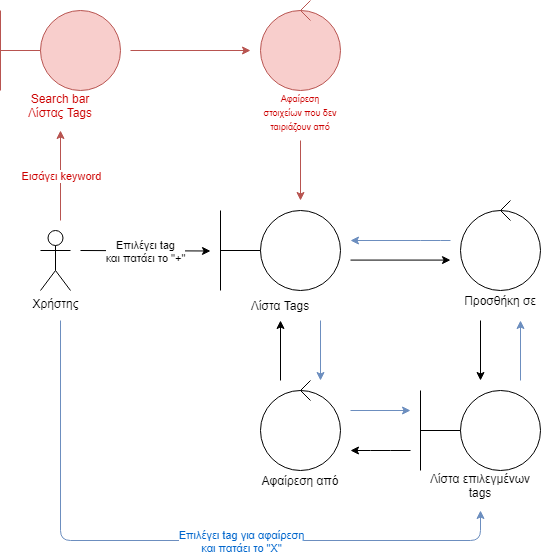 Search bar
Λίστας Tags
Αφαίρεση
στοιχείων που δεν
ταιριάζουν από
Εισάγει keyword
Επιλέγει tag
και πατάει το "+"
Χρήστης
Λίστα Tags
Προσθήκη σε
Αφαίρεση από
Λίστα επιλεγμένων
tags
Επιλέγει tag για αφαίρεση
και πατάει το "X"